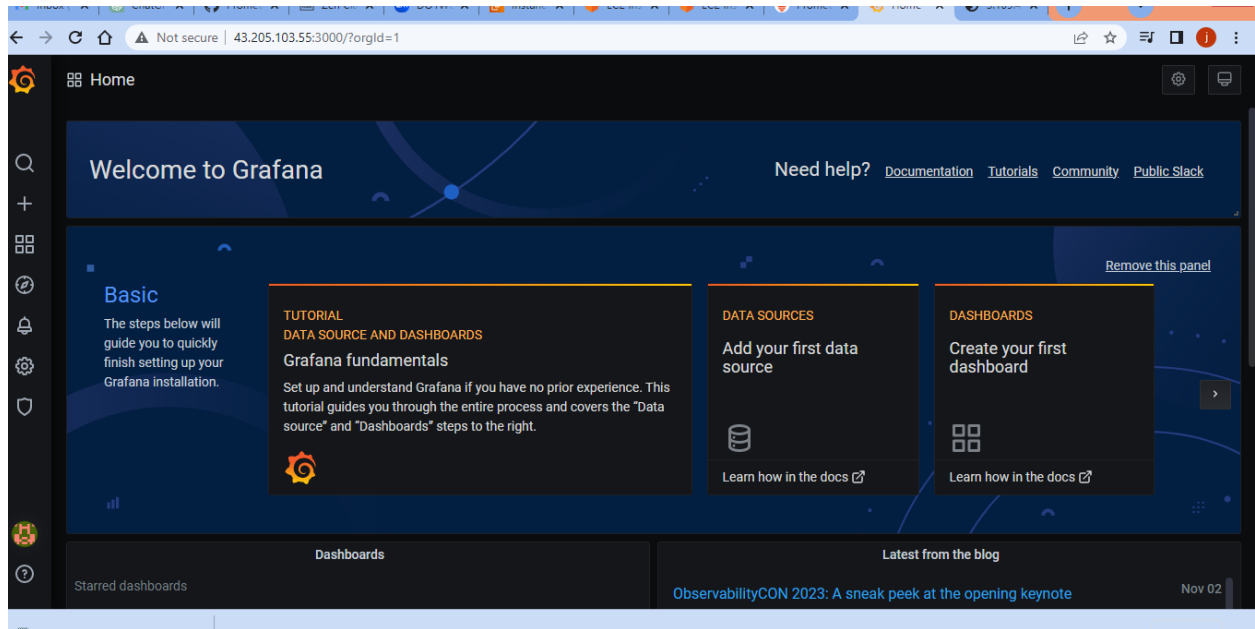 Not secure | 43.205.103.55:3000/?orgId=1
j
Home
Welcome to Grafana
Need help? Documentation Tutorials Community Public Slack
Remove this panel
Basic
The steps below will
guide you to quickly
finish setting up your
Grafana installation.
TUTORIAL
DATA SOURCE AND DASHBOARDS
Grafana fundamentals
Set up and understand Grafana if you have no prior experience. This
tutorial guides you through the entire process and covers the “Data
source” and “Dashboards” steps to the right.
DATA SOURCES
Add your first data
source
Learn how in the docs
DASHBOARDS
Create your first
dashboard
Learn how in the docs
Dashboards
Starred dashboards
Latest from the blog
ObservabilityCON 2023: A sneak peek at the opening keynote
Nov 02